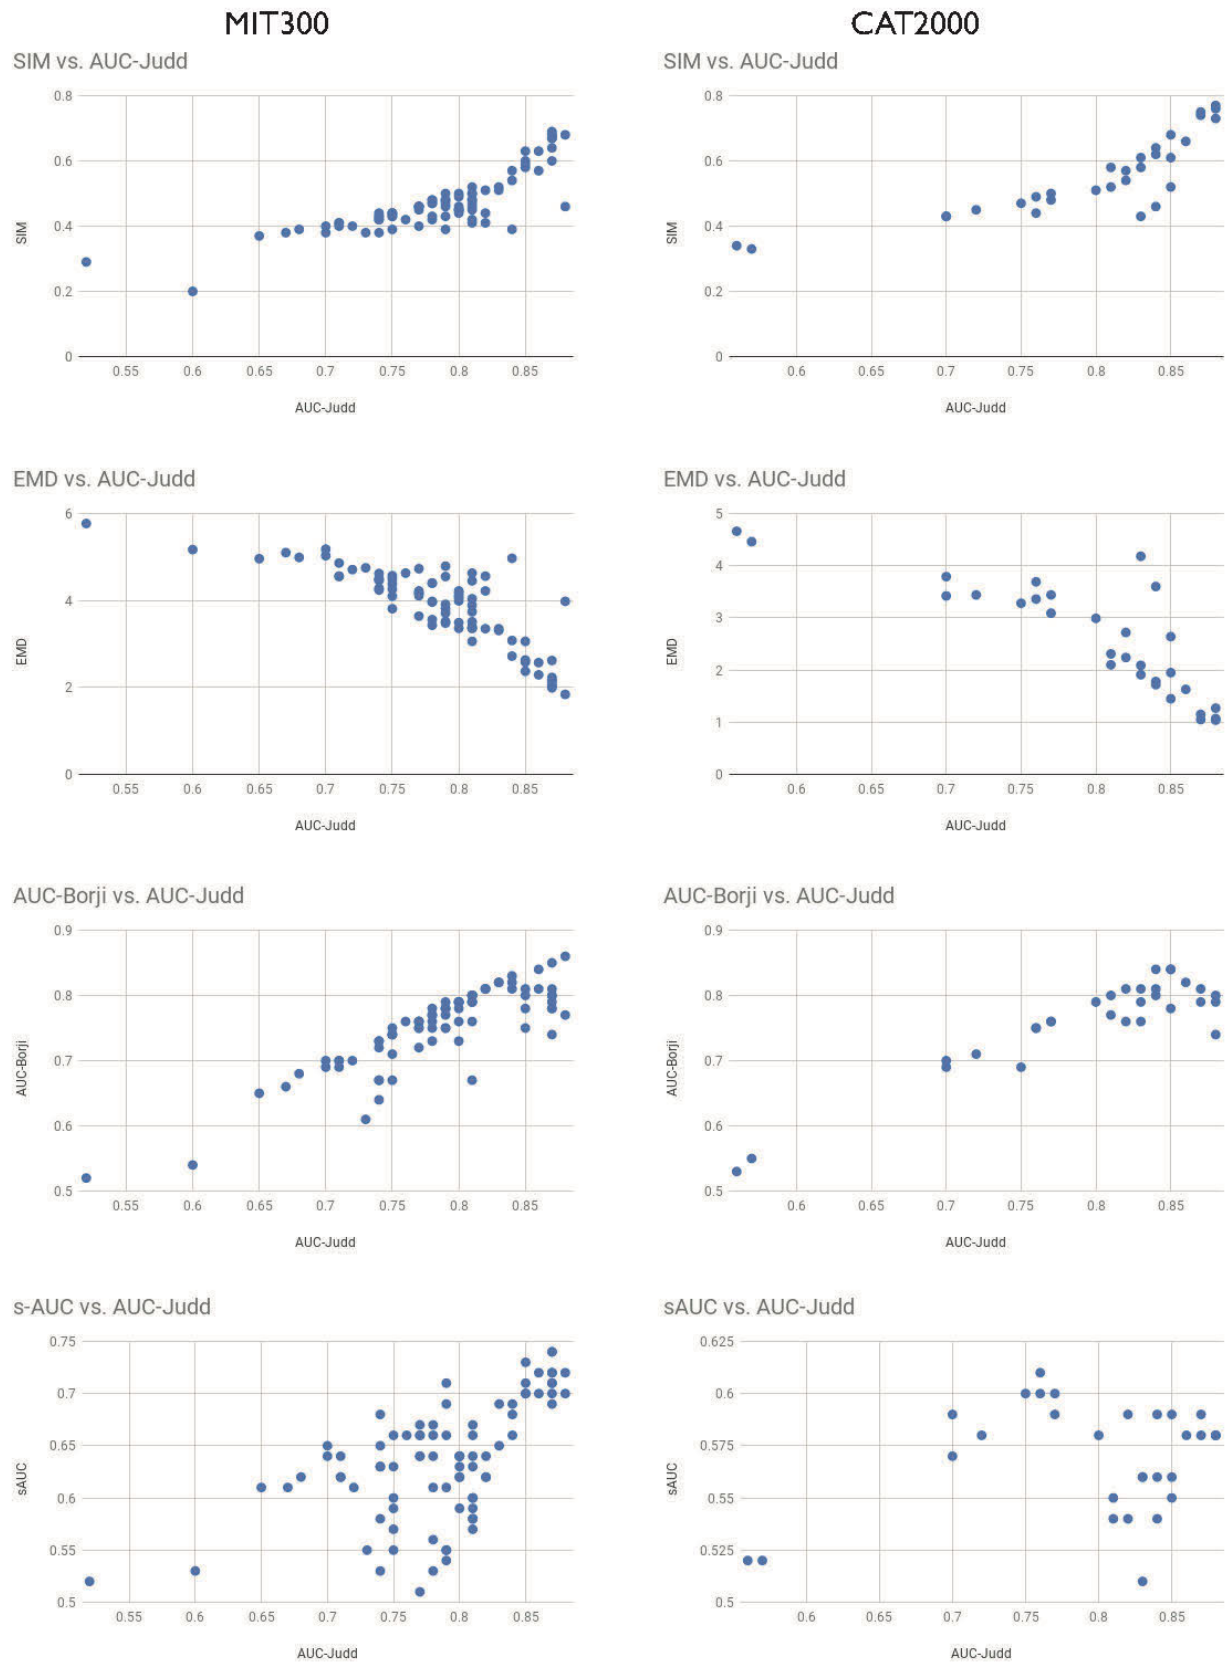 MIT300
CAT2000
SIM vs. AUC-Judd
0.8
0.6
0.4
0.2
0
SIM
0.55 0.6 0.65 0.7 0.75 0.8 0.85
AUC-Judd
SIM vs. AUC-Judd
0.8
0.6
0.4
0.2
0
SIM
0.6 0.65 0.7 0.75 0.8 0.85
AUC-Judd
EMD vs. AUC-Judd
6
4
2
0
EMD
0.55 0.6 0.65 0.7 0.75 0.8 0.85
AUC-Judd
EMD vs. AUC-Judd
5
4
3
2
1
0
EMD
0.6 0.65 0.7 0.75 0.8 0.85
AUC-Judd
AUC-Borji vs. AUC-Judd
0.9
0.8
0.7
0.6
0.5
AUC-Borji
0.55 0.6 0.65 0.7 0.75 0.8 0.85
AUC-Judd
AUC-Borji vs. AUC-Judd
0.9
0.8
0.7
0.6
0.5
AUC-Borji
0.6 0.65 0.7 0.75 0.8 0.85
AUC-Judd
s-AUC vs. AUC-Judd
0.75
0.7
0.65
0.6
0.55
0.5
sAUC
0.55 0.6 0.65 0.7 0.75 0.8 0.85
AUC-Judd
sAUC vs. AUC-Judd
0.625
0.6
0.575
0.55
0.525
0.5
sAUC
0.6 0.65 0.7 0.75 0.8 0.85
AUC-Judd